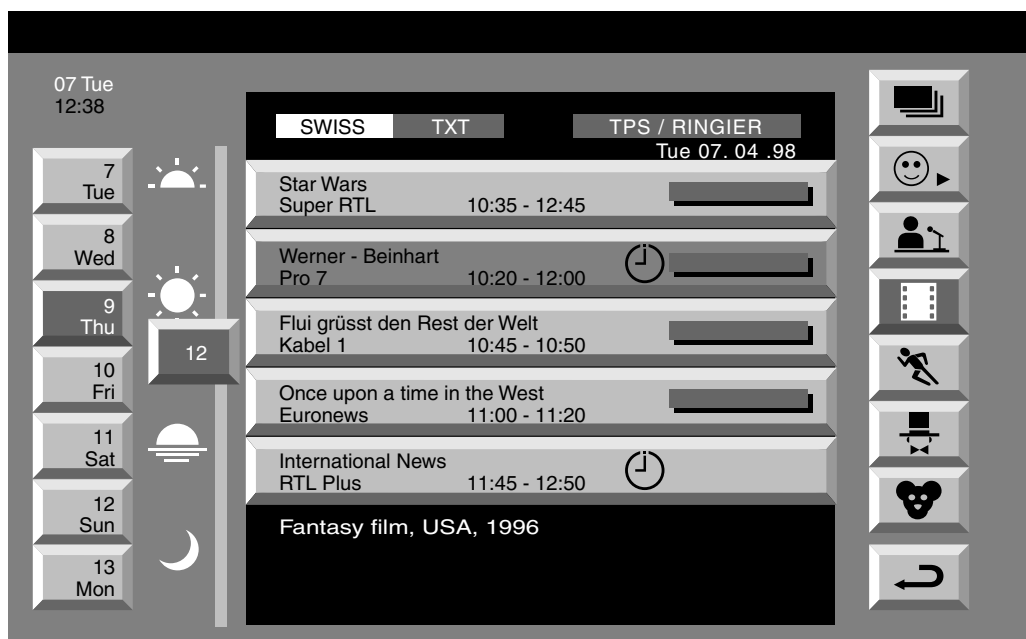 07 Tue
12:38
7
Tue
8
Wed
9
Thu
10
Fri
11
Sat
12
Sun
13
Mon
12
SWISS TXT TPS / RINGIER
Tue 07. 04 .98
Star Wars
Super RTL 10:35 - 12:45
Werner - Beinhart
Pro 7 10:20 - 12:00
Flui grüsst den Rest der Welt
Kabel 1 10:45 - 10:50
Once upon a time in the West
Euronews 11:00 - 11:20
International News
RTL Plus 11:45 - 12:50
Fantasy film, USA, 1996